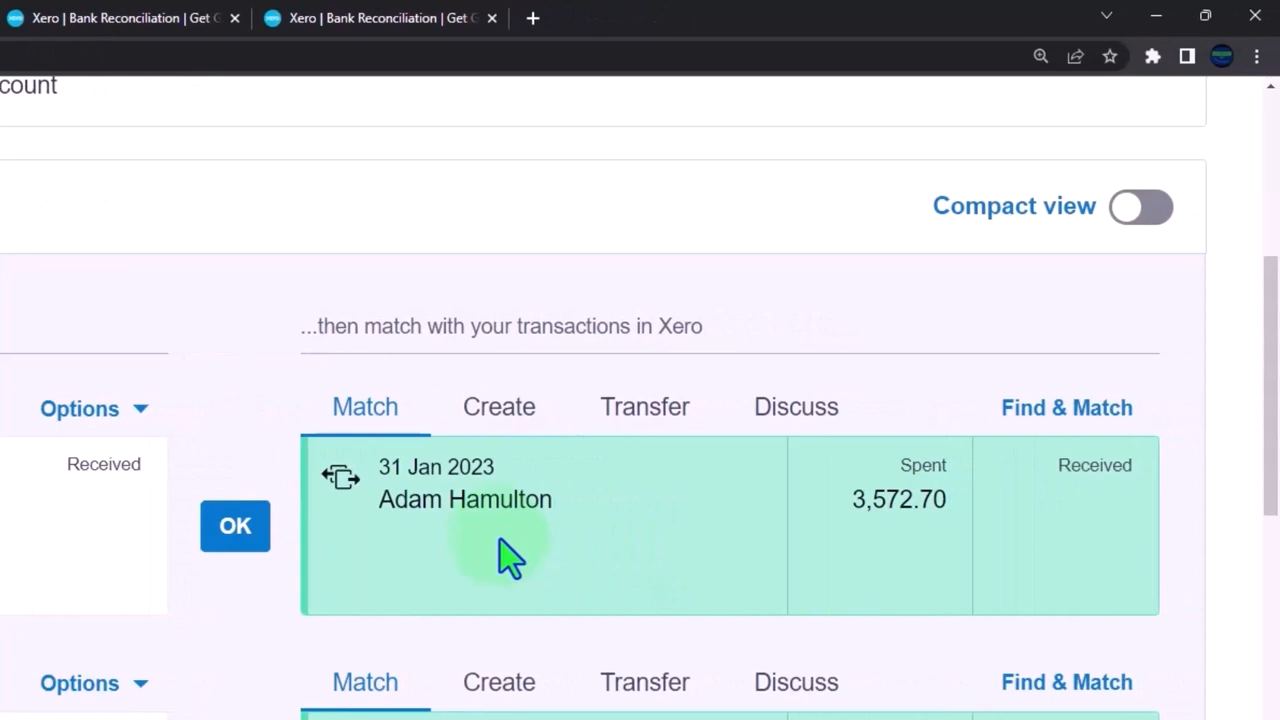 Xero | Bank Reconciliation | Get G
Xero | Bank Reconciliation | Get G
count
Compact view
...then match with your transactions in Xero
Options
Match
Create
Transfer
Discuss
Find & Match
Received
OK
31 Jan 2023
Adam Hamulton
Spent
3,572.70
Received
Options
Match
Create
Transfer
Discuss
Find & Match